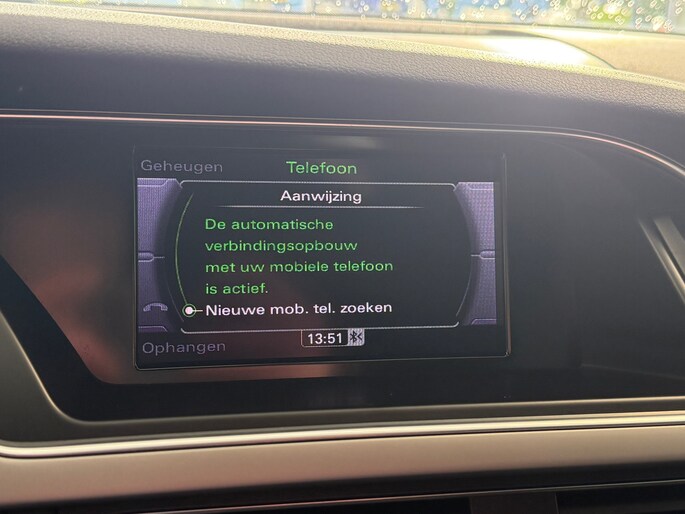 Geheugen
Telefoon
Aanwijzing
De automatische
verbindingsopbouw
met uw mobiele telefoon
is actief.
Nieuwe mob. tel. zoeken
Ophangen
13:51